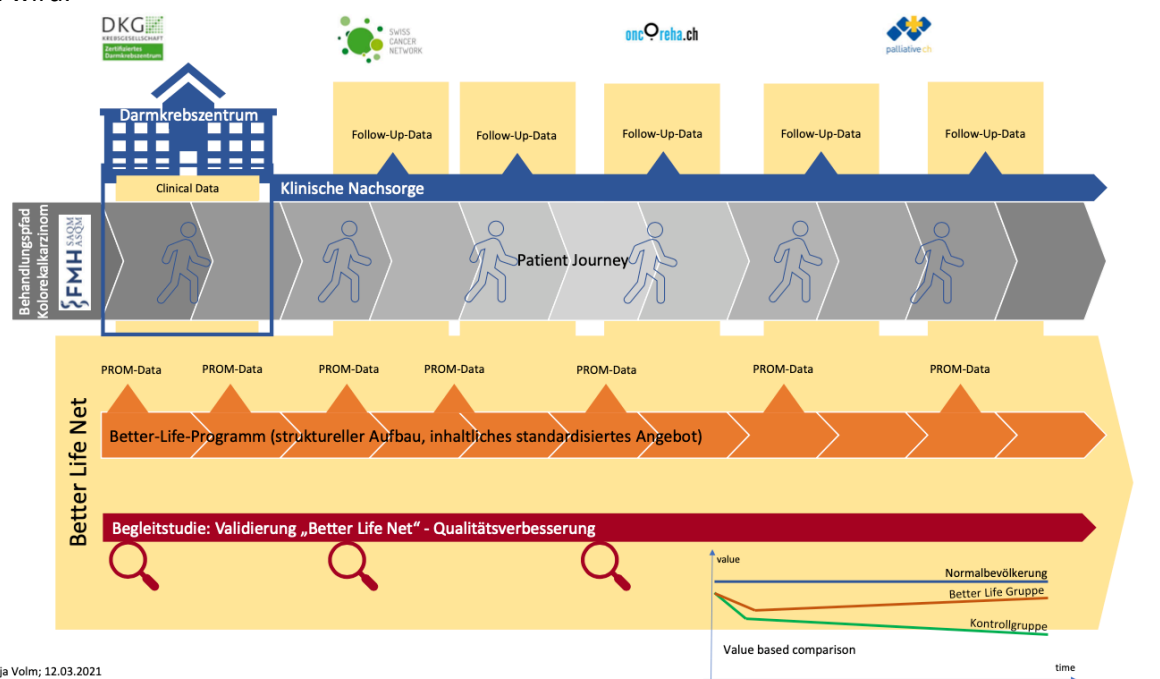 DKG
KREBSGESELLSCHAFT
Zertifiziertes
Darmkrebszentrum
SWISS
CANCER
NETWORK
oncoreha.ch
palliative ch
Darmkrebszentrum
Follow-Up-Data
Follow-Up-Data
Follow-Up-Data
Follow-Up-Data
Follow-Up-Data
Clinical Data
Klinische Nachsorge
Behandlungspfad
Kolorekalkarzinom
FMH SAQM
ASQM
Patient Journey
Better Life Net
PROM-Data
PROM-Data
PROM-Data
PROM-Data
PROM-Data
PROM-Data
PROM-Data
Better-Life-Programm (struktureller Aufbau, inhaltliches standardisiertes Angebot)
Begleitstudie: Validierung „Better Life Net“ - Qualitätsverbesserung
value
Normalbevölkerung
Better Life Gruppe
Kontrollgruppe
Value based comparison
time
Volm; 12.03.2021